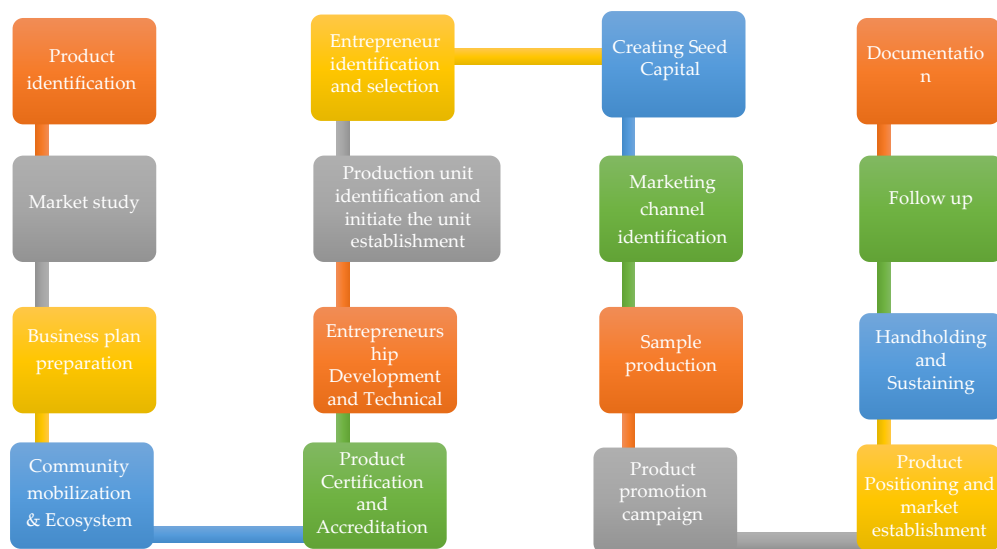 Product
identification
Market study
Business plan
preparation
Community
mobilization
& Ecosystem
Product
Certification
and
Accreditation
Entrepreneurs
hip
Development
and Technical
Production unit
identification and
initiate the unit
establishment
Entrepreneur
identification
and selection
Creating Seed
Capital
Marketing
channel
identification
Sample
production
Product
promotion
campaign
Product
Positioning and
market
establishment
Handholding
and
Sustaining
Follow up
Documentatio
n